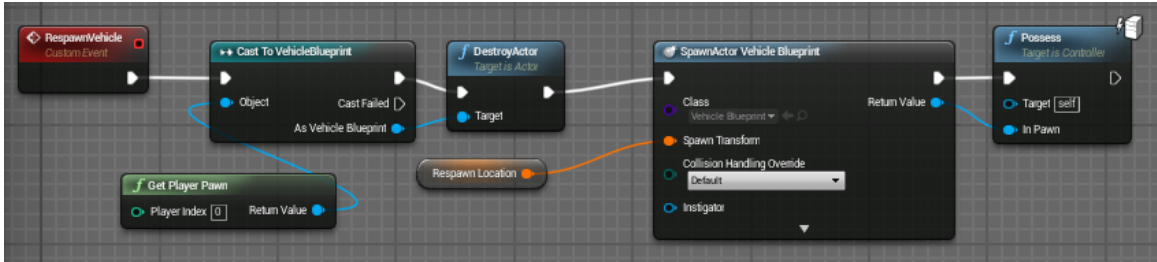 RespawnVehicle
Custom Event
Cast To VehicleBlueprint
Object
Cast Failed
As Vehicle Blueprint
f Get Player Pawn
Player Index 0
Return Value
f DestroyActor
Target is Actor
Target
Respawn Location
SpawnActor Vehicle Blueprint
Class
Vehicle Blueprint
Return Value
Spawn Transform
Collision Handling Override
Default
Instigator
f Possess
Target is Controller
Target self
In Pawn